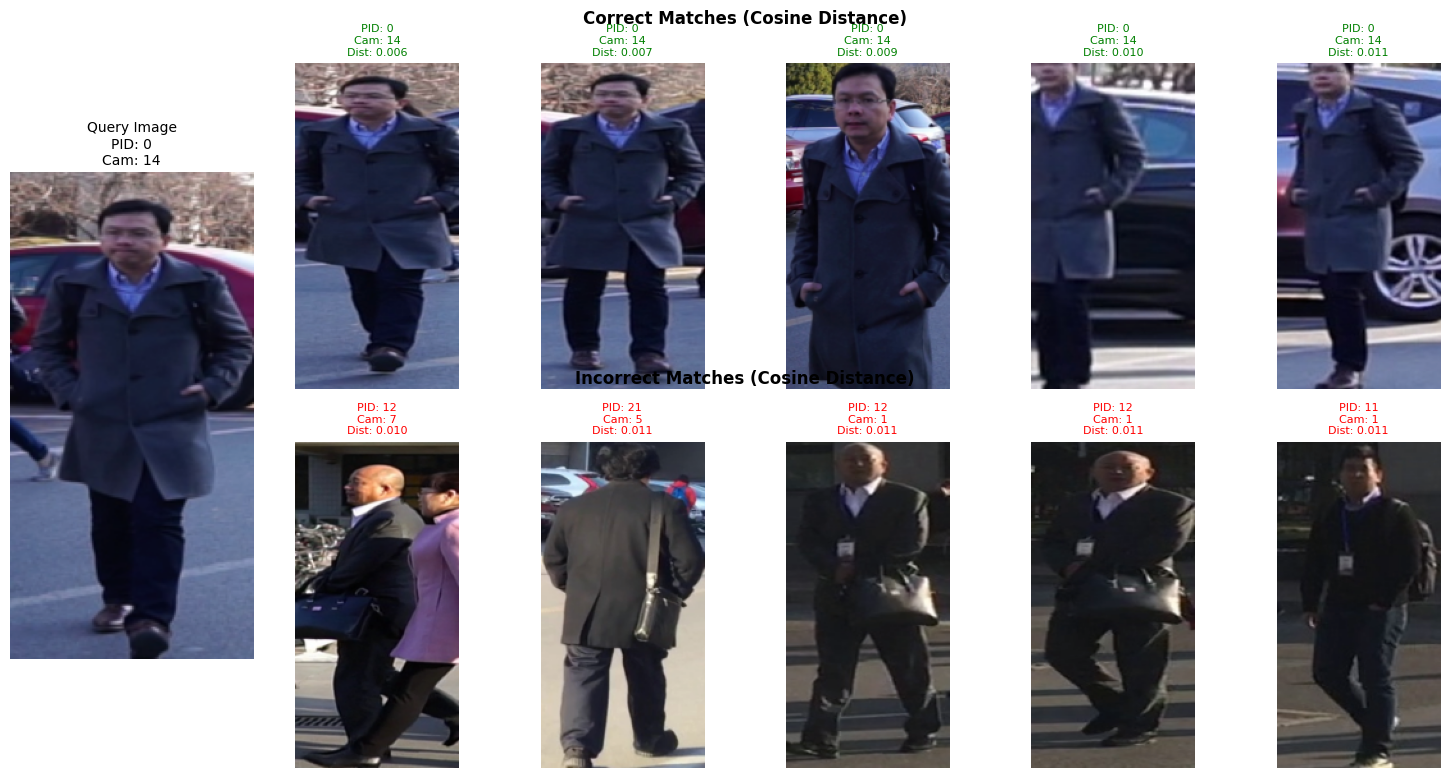 Correct Matches (Cosine Distance)
PID: 0
Cam: 14
Dist: 0.006
PID: 0
Cam: 14
Dist: 0.007
PID: 0
Cam: 14
Dist: 0.009
PID: 0
Cam: 14
Dist: 0.010
PID: 0
Cam: 14
Dist: 0.011
Query Image
PID: 0
Cam: 14
Incorrect Matches (Cosine Distance)
PID: 12
Cam: 7
Dist: 0.010
PID: 21
Cam: 5
Dist: 0.011
PID: 12
Cam: 1
Dist: 0.011
PID: 12
Cam: 1
Dist: 0.011
PID: 11
Cam: 1
Dist: 0.011